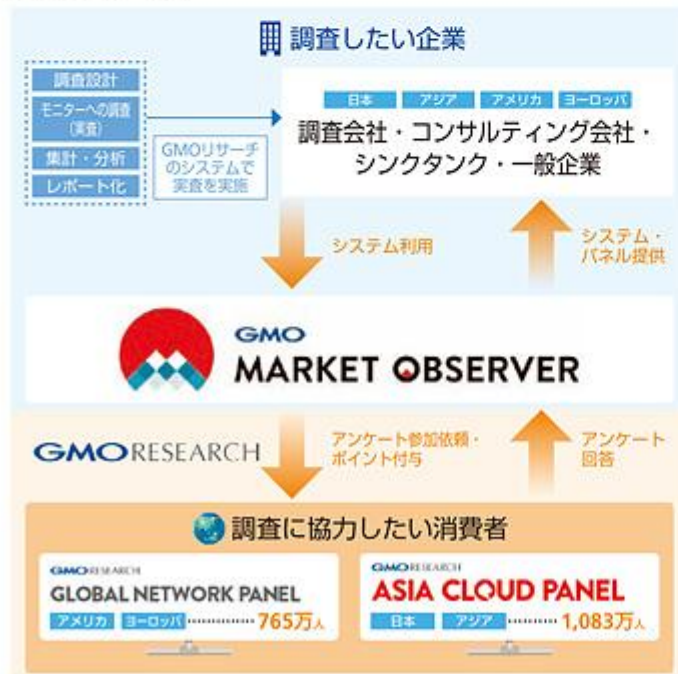 調査したい企業
調査設計
モニターへの調査
(実査)
集計・分析
レポート化
GMOリサーチ
のシステムで
実査を実施
日本 アジア アメリカ ヨーロッパ
調査会社・コンサルティング会社・
シンクタンク・一般企業
システム利用
システム・
パネル提供
GMO
MARKET OBSERVER
GMO RESEARCH
アンケート参加依頼・
ポイント付与
アンケート
回答
調査に協力したい消費者
GMO RESEARCH
GLOBAL NETWORK PANEL
アメリカ ヨーロッパ ·············· 765万人
GMO RESEARCH
ASIA CLOUD PANEL
日本 アジア ·········· 1,083万人